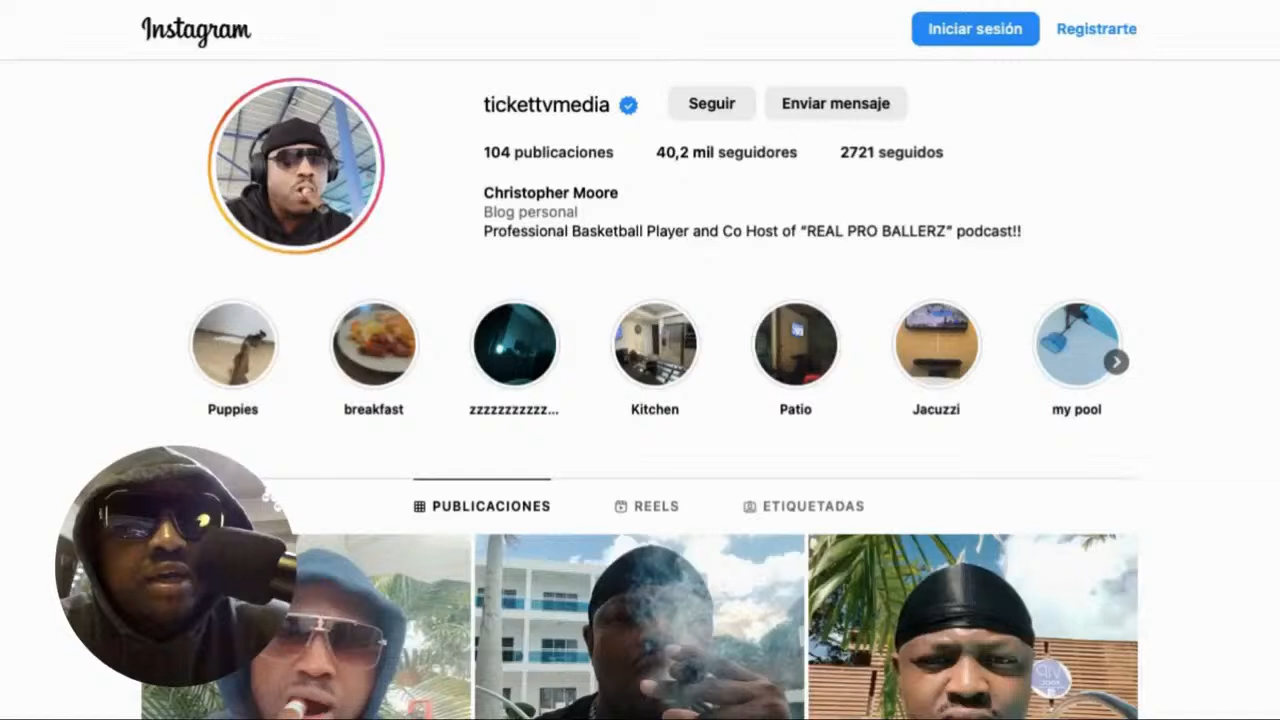 Instagram
Iniciar sesión
Registrarte
tickettvmedia
Seguir
Enviar mensaje
104 publicaciones
40,2 mil seguidores
2721 seguidos
Christopher Moore
Blog personal
Professional Basketball Player and Co Host of “REAL PRO BALLERZ” podcast!!
Puppies
breakfast
zzzzzzzzzzz...
Kitchen
Patio
Jacuzzi
my pool
PUBLICACIONES
REELS
ETIQUETADAS
VIP